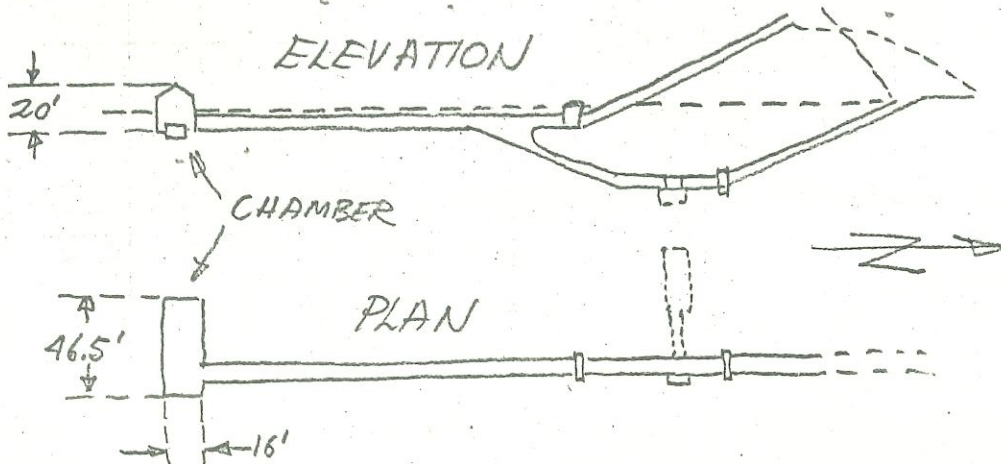 ELEVATION
20'
CHAMBER
PLAN
46.5'
16'
N